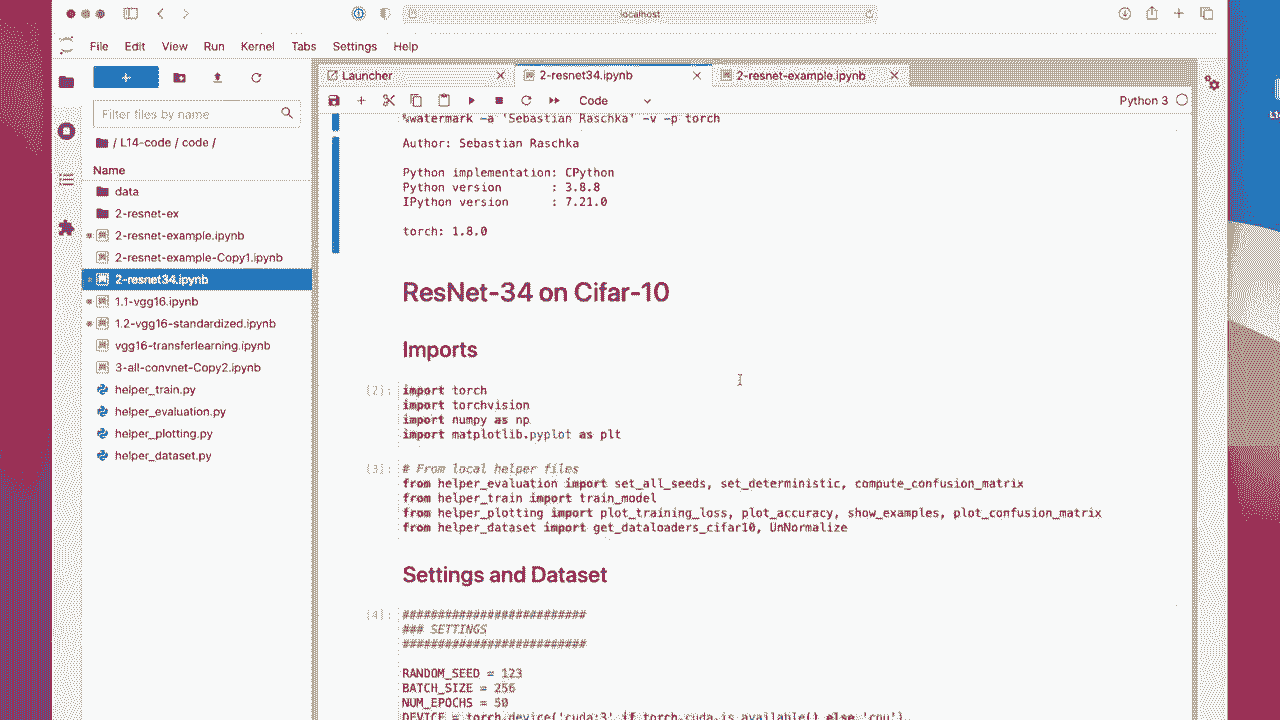 localhost
File Edit View Run Kernel Tabs Settings Help
Launcher
2-resnet34.ipynb
2-resnet-example.ipynb
Filter files by name
Code
Python 3
/ L14-code / code /
Name
data
2-resnet-ex
2-resnet-example.ipynb
2-resnet-example-Copy1.ipynb
2-resnet34.ipynb
1.1-vgg16.ipynb
1.2-vgg16-standardized.ipynb
vgg16-transferlearning.ipynb
3-all-convnet-Copy2.ipynb
helper_train.py
helper_evaluation.py
helper_plotting.py
helper_dataset.py
%watermark -a 'Sebastian Raschka' -v -p torch
Author: Sebastian Raschka
Python implementation: CPython
Python version : 3.8.8
IPython version : 7.21.0
torch: 1.8.0
ResNet-34 on Cifar-10
Imports
[2]: import torch
import torchvision
import numpy as np
import matplotlib.pyplot as plt
[3]: # From local helper files
from helper_evaluation import set_all_seeds, set_deterministic, compute_confusion_matrix
from helper_train import train_model
from helper_plotting import plot_training_loss, plot_accuracy, show_examples, plot_confusion_matrix
from helper_dataset import get_dataloaders_cifar10, UnNormalize
Settings and Dataset
[4]: ##########################
### SETTINGS
##########################
RANDOM_SEED = 123
BATCH_SIZE = 256
NUM_EPOCHS = 50
DEVICE = torch.device('cuda:3' if torch.cuda.is_available() else 'cpu')